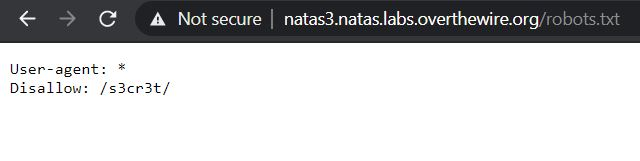 Not secure | natas3.natas.labs.overthewire.org/robots.txt
User-agent: *
Disallow: /s3cr3t/